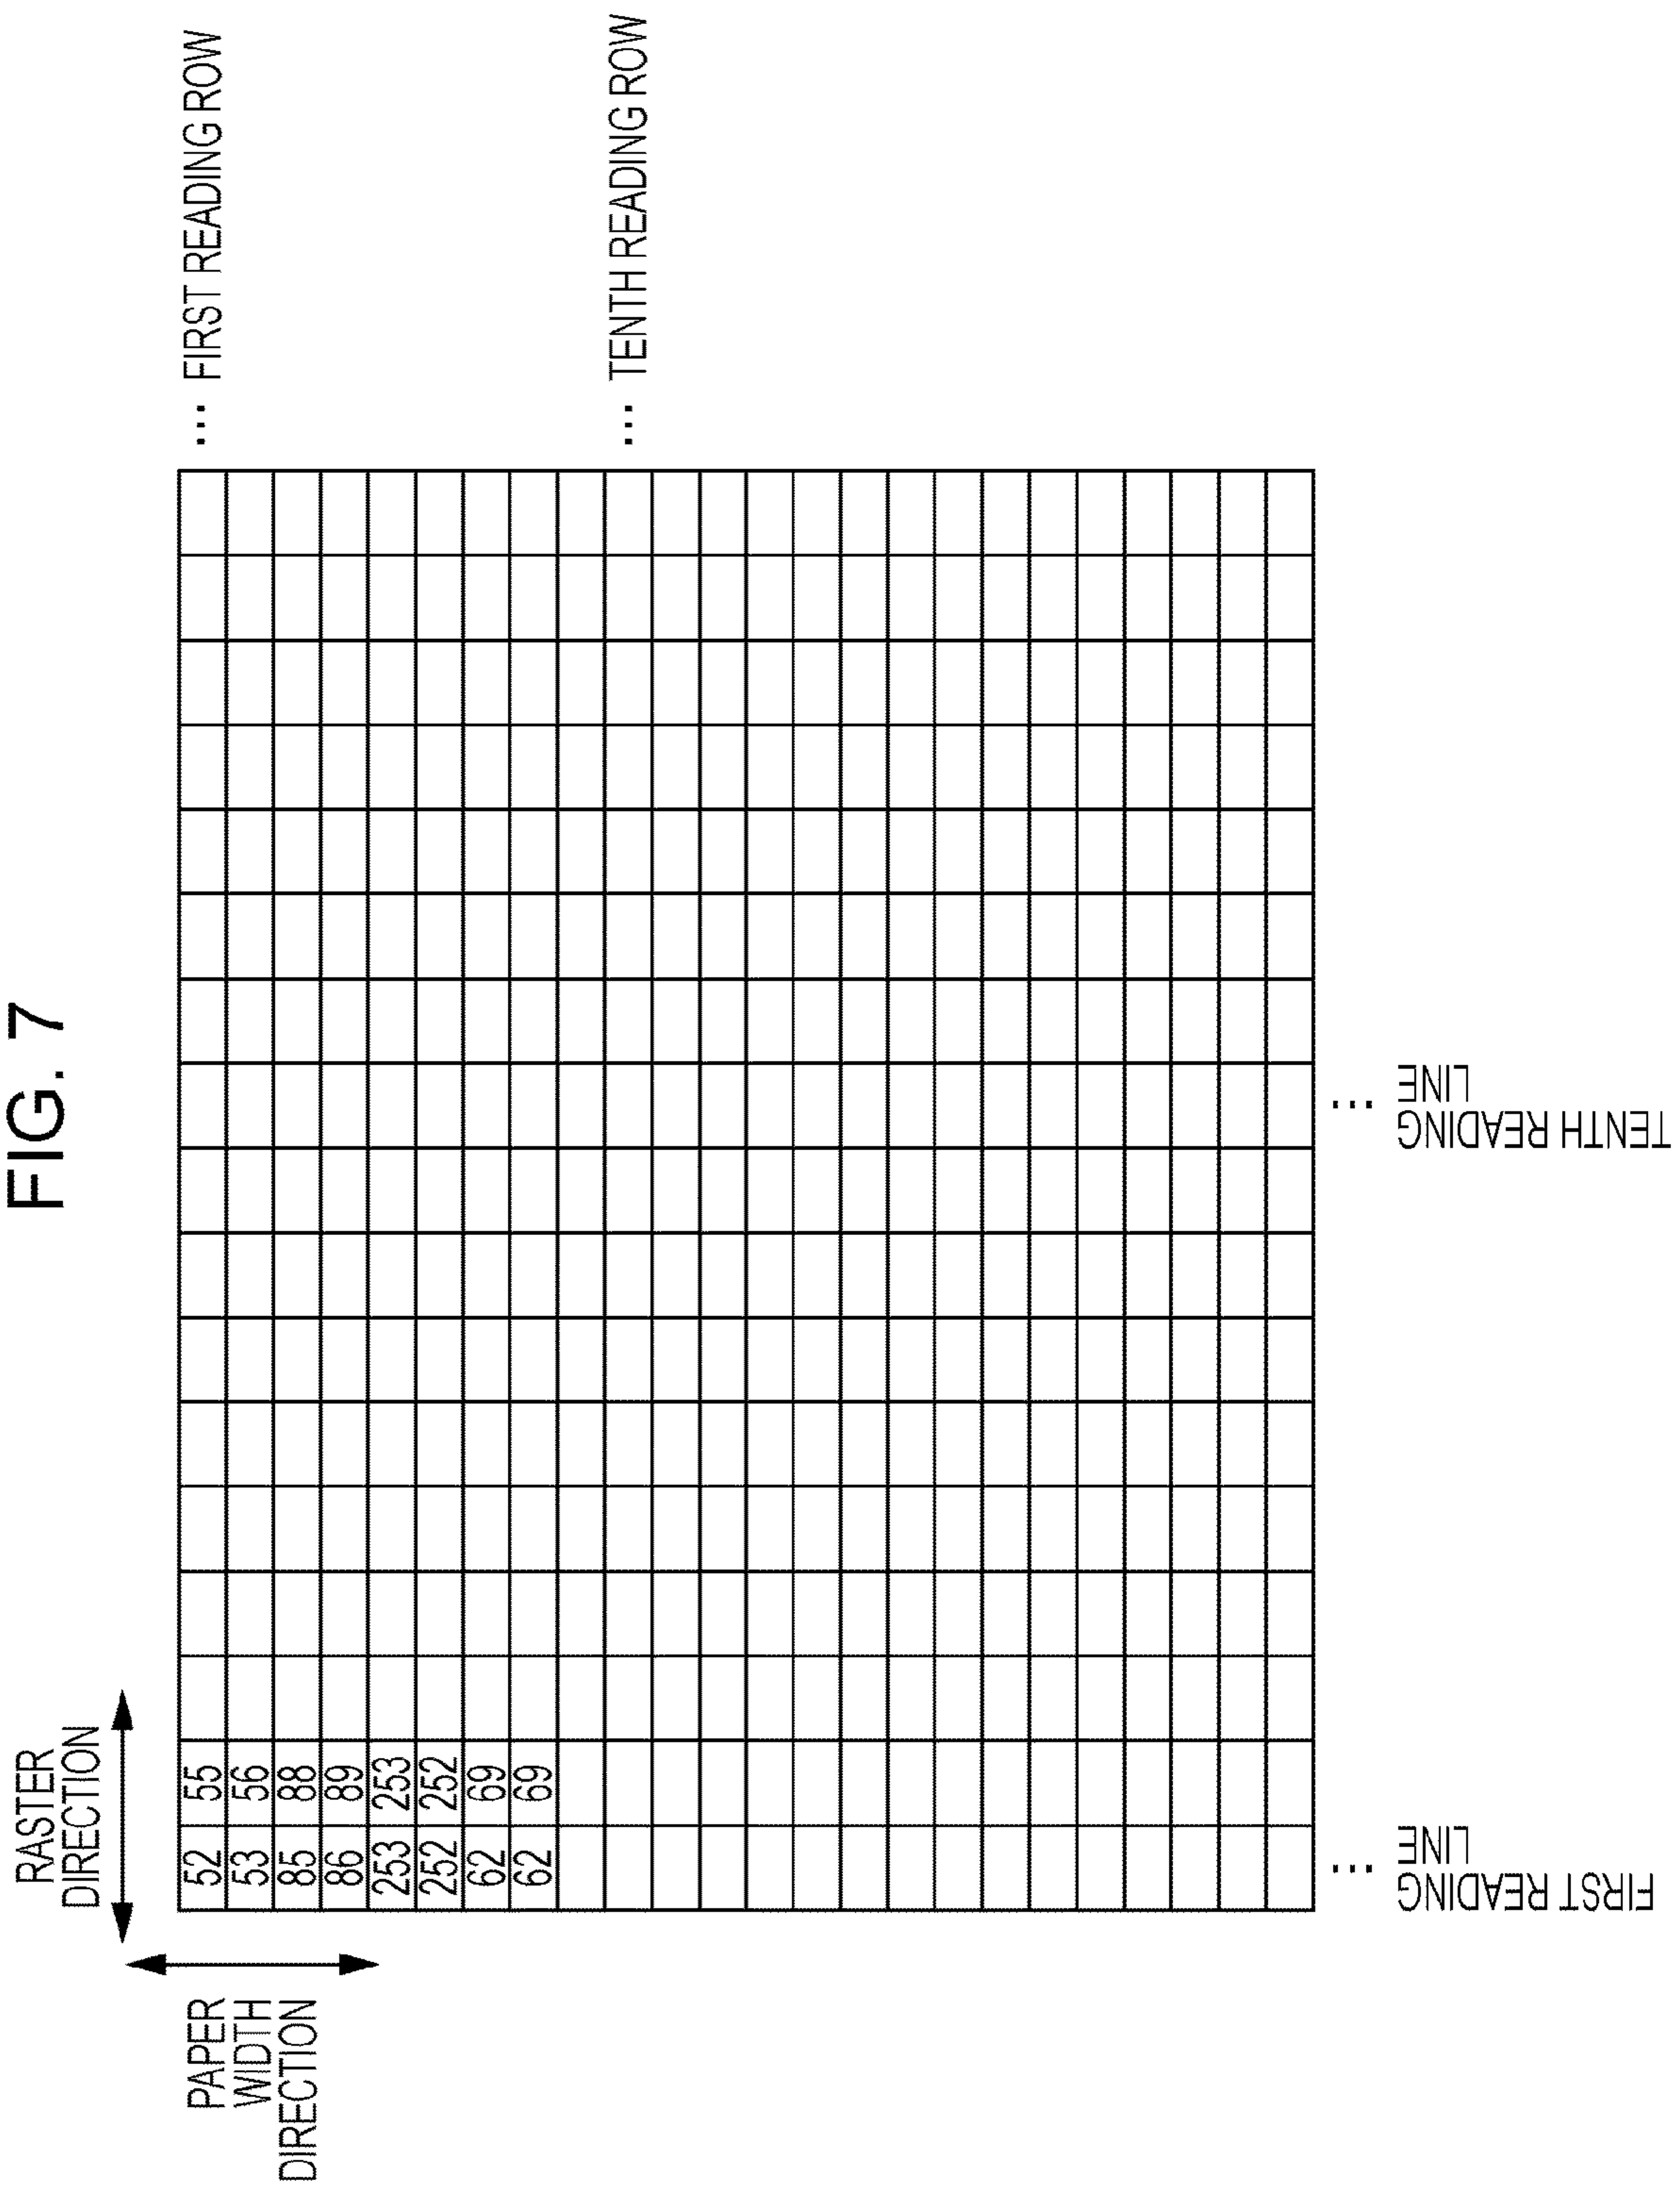 FIG. 7
RASTER
DIRECTION
PAPER
WIDTH
DIRECTION
52 55 ... FIRST READING ROW
53 56
85 88
86 89
253 253
252 252
62 69
62 69
... TENTH READING ROW
...
FIRST READING
LINE
...
TENTH READING
LINE